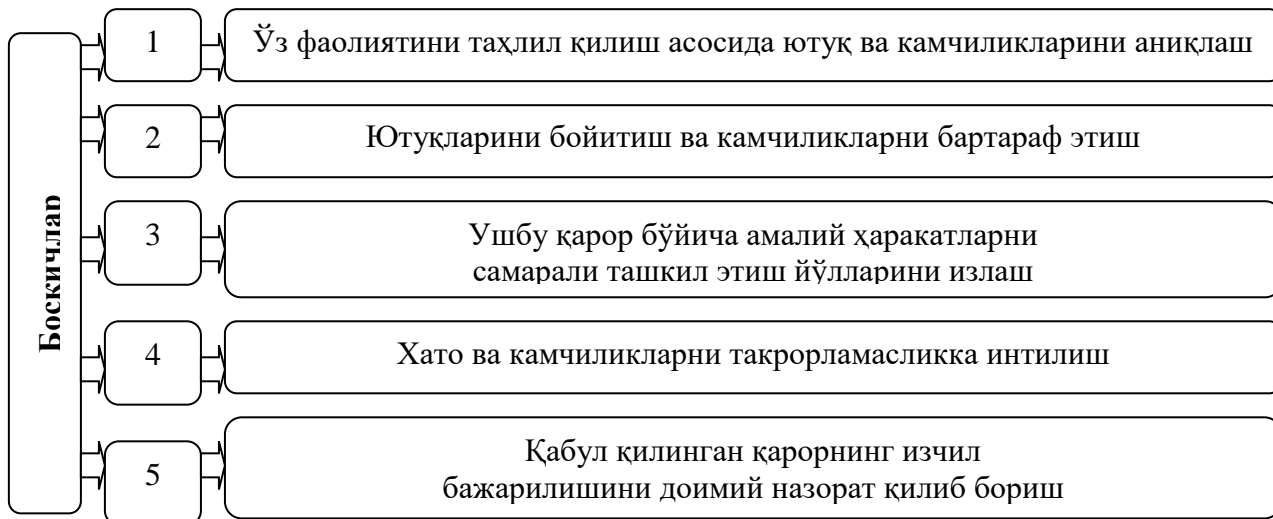 Боскичлар
1
Ўз фаолиятини таҳлил қилиш асосида ютуқ ва камчиликларини аниқлаш
2
Ютуқларини бойитиш ва камчиликларни бартараф этиш
3
Ушбу қарор бўйича амалий ҳаракатларни
самарали ташкил этиш йўлларини излаш
4
Хато ва камчиликларни такрорламасликка интилиш
5
Қабул қилинган қарорнинг изчил
бажарилишини доимий назорат қилиб бориш